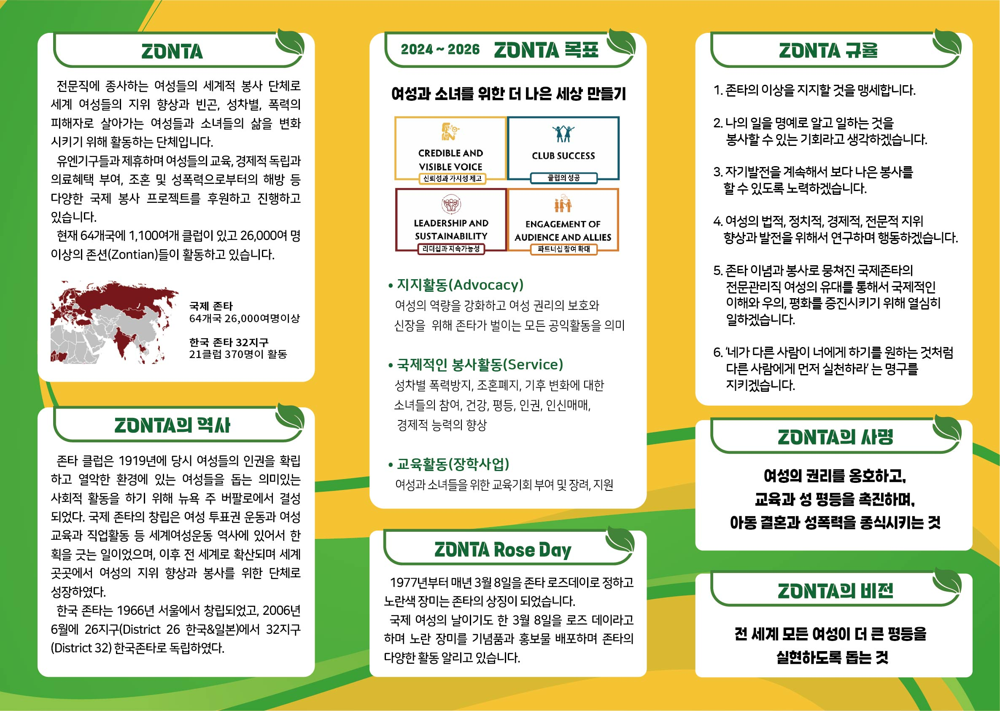 ZONTA
전문직에 종사하는 여성들의 세계적 봉사 단체로
세계 여성들의 지위 향상과 빈곤, 성차별, 폭력의
피해자로 살아가는 여성들과 소녀들의 삶을 변화
시키기 위해 활동하는 단체입니다.
유엔기구들과 제휴하며 여성들의 교육, 경제적 독립과
의료혜택 부여, 조혼 및 성폭력으로부터의 해방 등
다양한 국제 봉사 프로젝트를 후원하고 진행하고
있습니다.
현재 64개국에 1,100여개 클럽이 있고 26,000여 명
이상의 존션(Zontian)들이 활동하고 있습니다.
국제 존타
64개국 26,000여명이상
한국 존타 32지구
21클럽 370명이 활동
ZONTA의 역사
존타 클럽은 1919년에 당시 여성들의 인권을 확립
하고 열악한 환경에 있는 여성들을 돕는 의미있는
사회적 활동을 하기 위해 뉴욕 주 버팔로에서 결성
되었다. 국제 존타의 창립은 여성 투표권 운동과 여성
교육과 직업활동 등 세계여성운동 역사에 있어서 한
획을 긋는 일이었으며, 이후 전 세계로 확산되며 세계
곳곳에서 여성의 지위 향상과 봉사를 위한 단체로
성장하였다.
한국 존타는 1966년 서울에서 창립되었고, 2006년
6월에 26지구(District 26 한국&일본)에서 32지구
(District 32) 한국존타로 독립하였다.
2024 ~ 2026 ZONTA 목표
여성과 소녀를 위한 더 나은 세상 만들기
CREDIBLE AND
VISIBLE VOICE
신뢰성과 가시성 제고
CLUB SUCCESS
클럽의 성공
LEADERSHIP AND
SUSTAINABILITY
리더십과 지속가능성
ENGAGEMENT OF
AUDIENCE AND ALLIES
파트너십 참여 확대
• 지지활동(Advocacy)
여성의 역량을 강화하고 여성 권리의 보호와
신장을 위해 존타가 벌이는 모든 공익활동을 의미
• 국제적인 봉사활동(Service)
성차별 폭력방지, 조혼폐지, 기후 변화에 대한
소녀들의 참여, 건강, 평등, 인권, 인신매매,
경제적 능력의 향상
• 교육활동(장학사업)
여성과 소녀들을 위한 교육기회 부여 및 장려, 지원
ZONTA Rose Day
1977년부터 매년 3월 8일을 존타 로즈데이로 정하고
노란색 장미는 존타의 상징이 되었습니다.
국제 여성의 날이기도 한 3월 8일을 로즈 데이라고
하며 노란 장미를 기념품과 홍보물 배포하며 존타의
다양한 활동 알리고 있습니다.
ZONTA 규율
1. 존타의 이상을 지지할 것을 맹세합니다.
2. 나의 일을 명예로 알고 일하는 것을
봉사할 수 있는 기회라고 생각하겠습니다.
3. 자기발전을 계속해서 보다 나은 봉사를
할 수 있도록 노력하겠습니다.
4. 여성의 법적, 정치적, 경제적, 전문적 지위
향상과 발전을 위해서 연구하며 행동하겠습니다.
5. 존타 이념과 봉사로 뭉쳐진 국제존타의
전문관리직 여성의 유대를 통해서 국제적인
이해와 우의, 평화를 증진시키기 위해 열심히
일하겠습니다.
6. ‘네가 다른 사람이 너에게 하기를 원하는 것처럼
다른 사람에게 먼저 실천하라’ 는 명구를
지키겠습니다.
ZONTA의 사명
여성의 권리를 옹호하고,
교육과 성 평등을 촉진하며,
아동 결혼과 성폭력을 종식시키는 것
ZONTA의 비전
전 세계 모든 여성이 더 큰 평등을
실현하도록 돕는 것